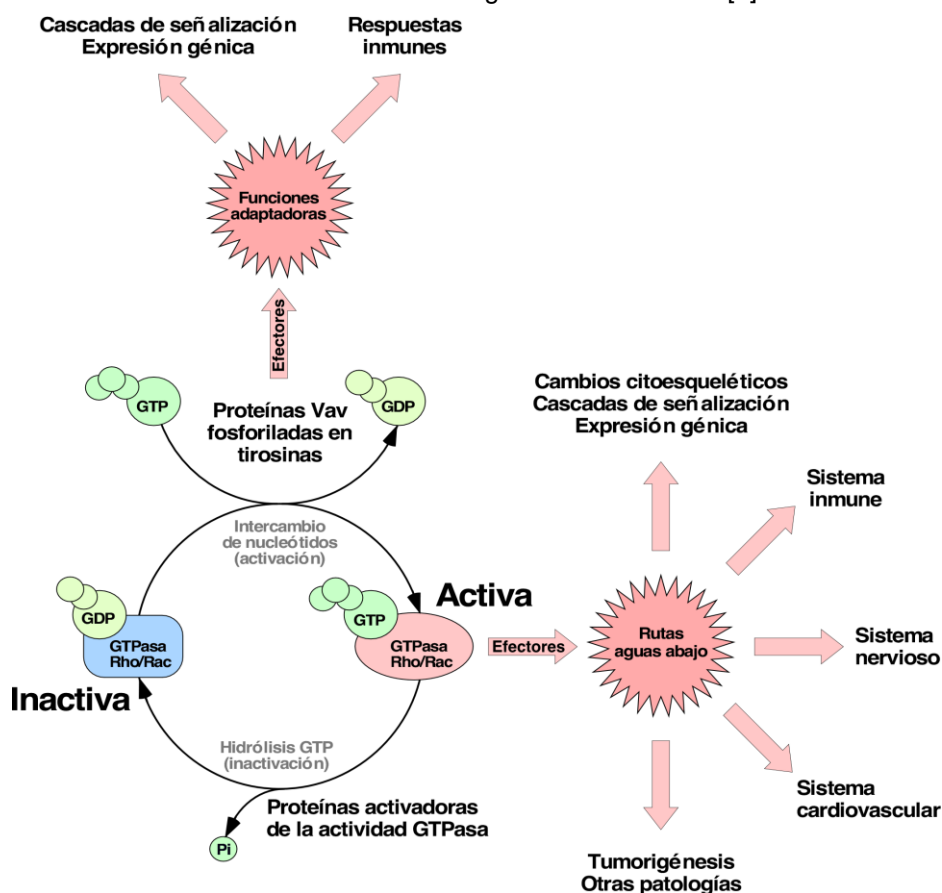 Cascadas de señalización
Expresión génica
Respuestas
inmunes
Funciones
adaptadoras
Efectores
GTP
Proteínas Vav
fosforiladas en
tirosinas
GDP
Intercambio
de nucleótidos
(activación)
GDP
GTPasa
Rho/Rac
Inactiva
GTP
Activa
GTPasa
Rho/Rac
Efectores
Hidrólisis GTP
(inactivación)
Pi
Proteínas activadoras
de la actividad GTPasa
Cambios citoesqueléticos
Cascadas de señalización
Expresión génica
Sistema
inmune
Rutas
aguas abajo
Sistema
nervioso
Sistema
cardiovascular
Tumorigénesis
Otras patologías